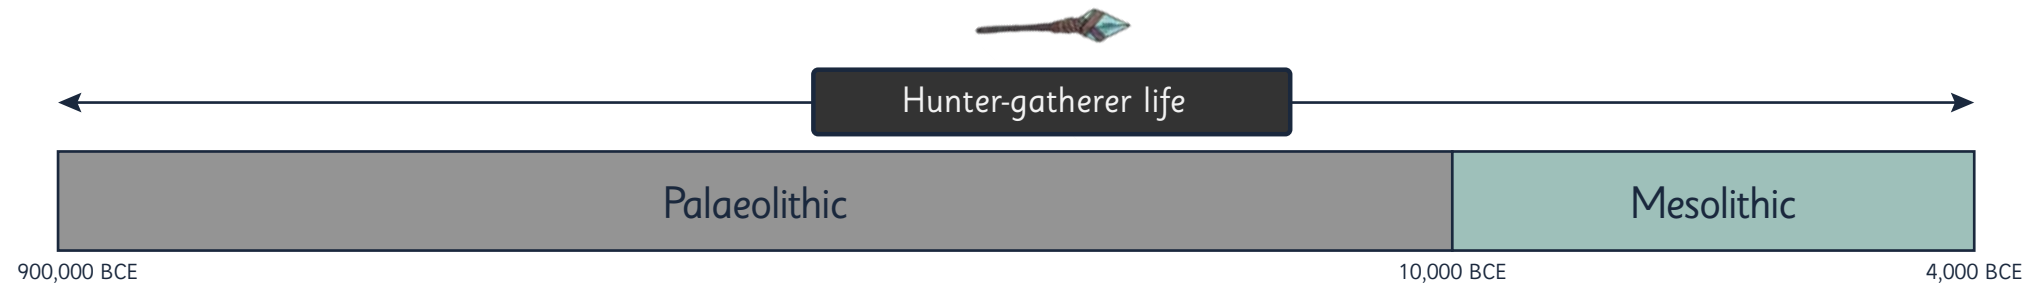 Hunter-gatherer life
Palaeolithic
Mesolithic
900,000 BCE
10,000 BCE
4,000 BCE